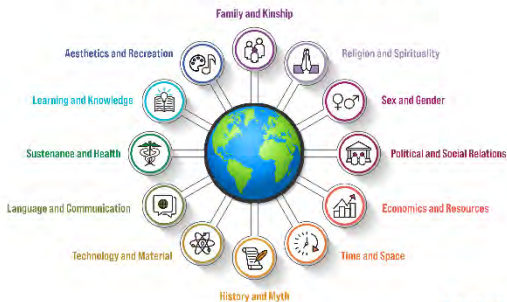 Family and Kinship
Aesthetics and Recreation
Religion and Spirituality
Learning and Knowledge
Sex and Gender
Sustenance and Health
Political and Social Relations
Language and Communication
Economics and Resources
Technology and Material
Time and Space
History and Myth